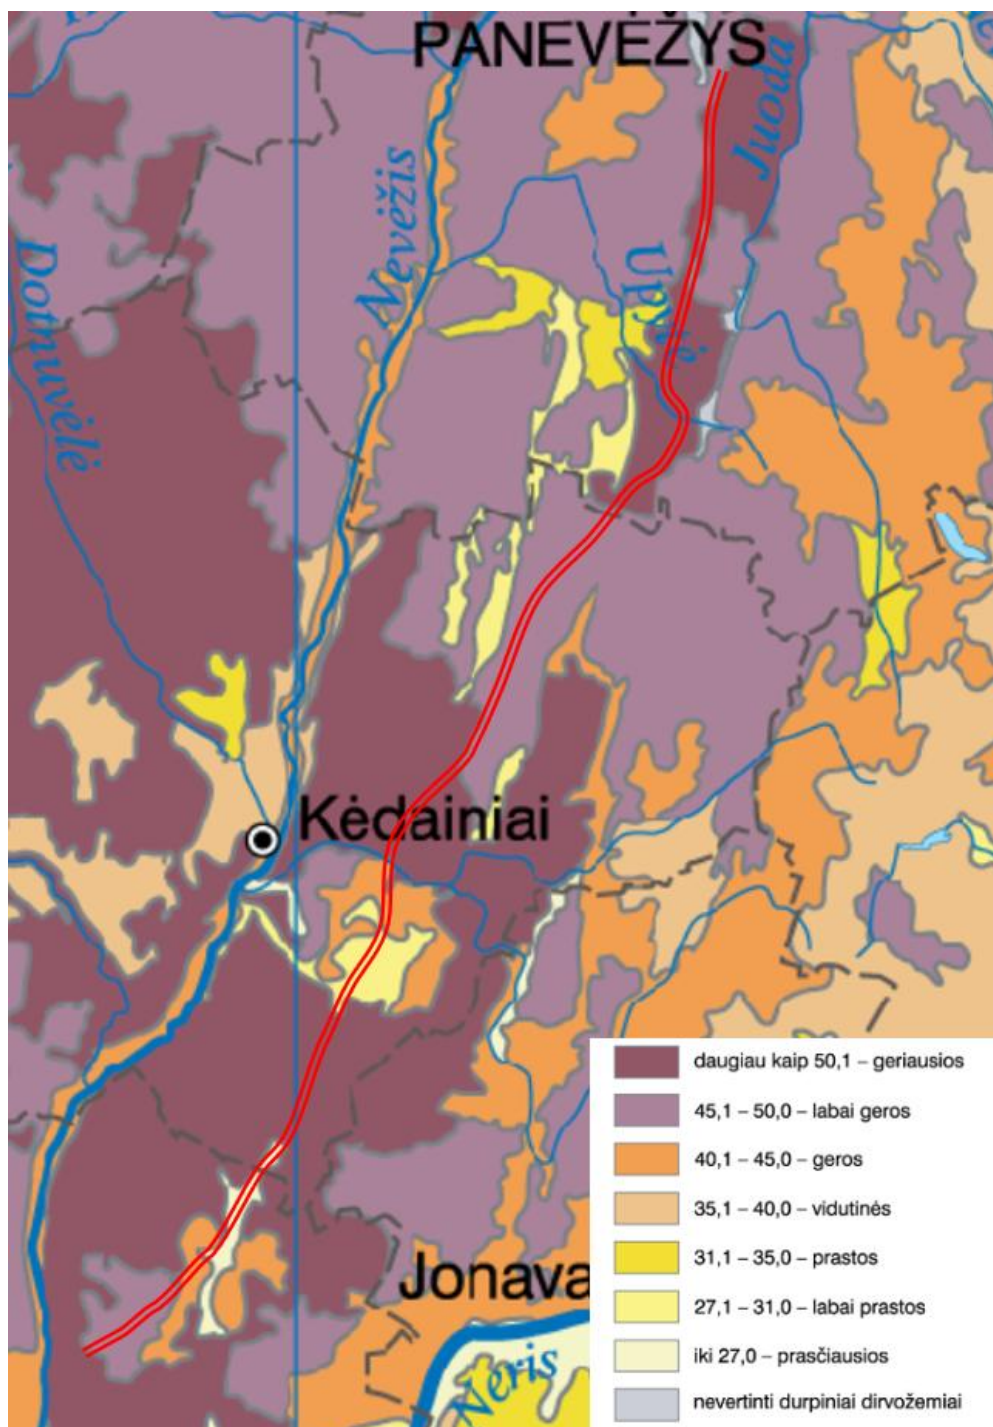 PANEVĖŽYS
Juoda
Nevėžis
Upytė
Dotnuvėlė
Kėdainiai
Jonava
Neris
daugiau kaip 50,1 – geriausios
45,1 – 50,0 – labai geros
40,1 – 45,0 – geros
35,1 – 40,0 – vidutinės
31,1 – 35,0 – prastos
27,1 – 31,0 – labai prastos
iki 27,0 – prasčiausios
nevertinti durpiniai dirvožemiai